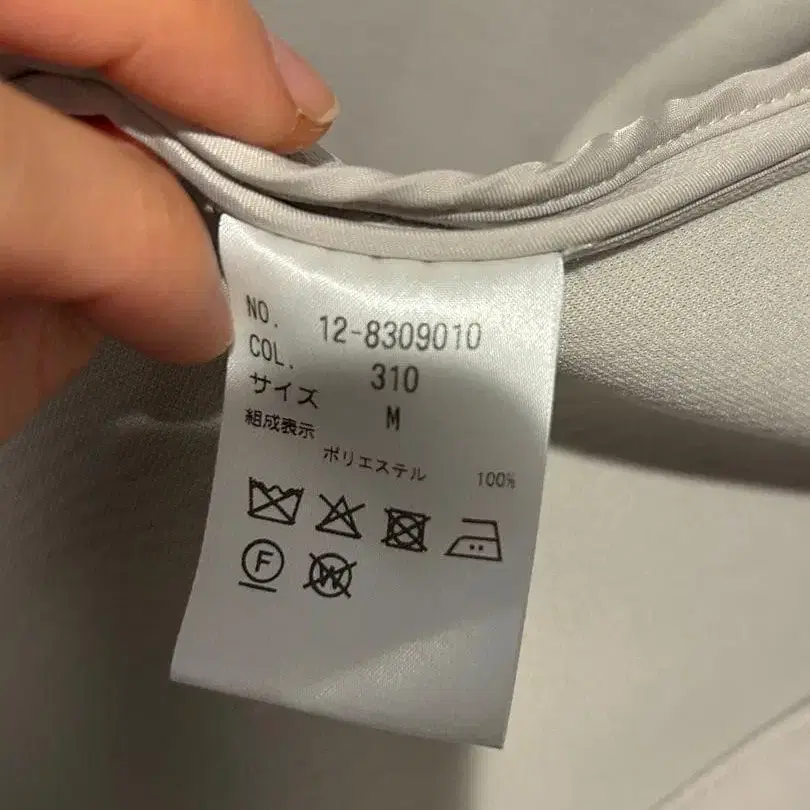 NO. 12-8309010
COL. 310
サイズ M
組成表示
ポリエステル 100%
F W